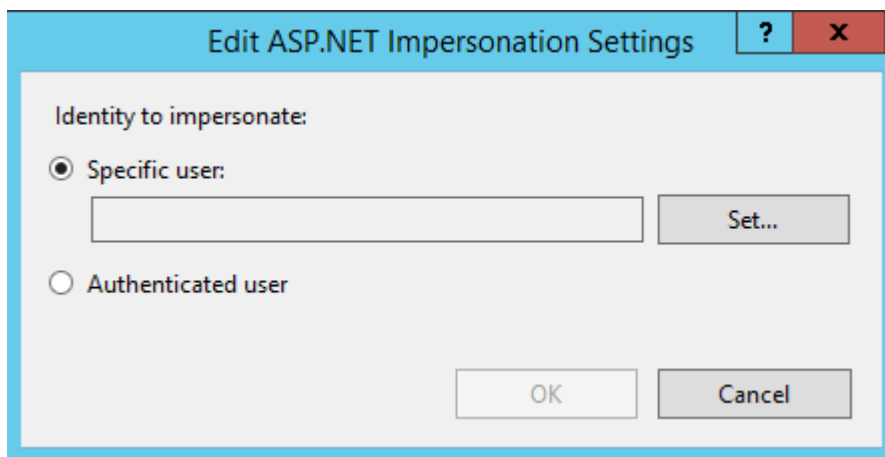 Edit ASP.NET Impersonation Settings
?
x
Identity to impersonate:
Specific user:
Set...
Authenticated user
OK
Cancel